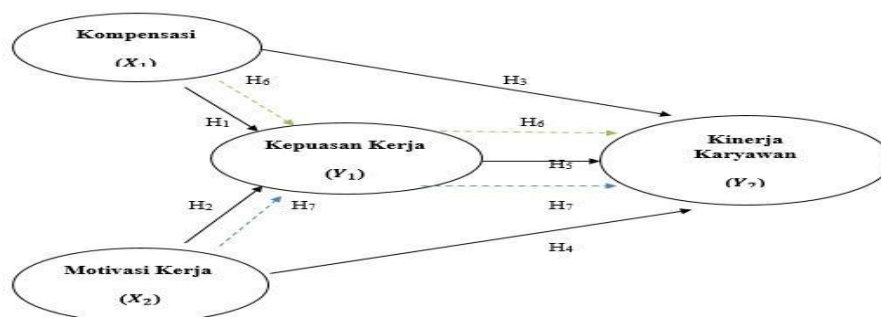 Kompensasi
(X₁)
H₆
H₃
H₁
H₆
Kinerja
Karyawan
(Y₂)
Kepuasan Kerja
(Y₁)
H₅
H₂
H₇
H₇
H₄
Motivasi Kerja
(X₂)